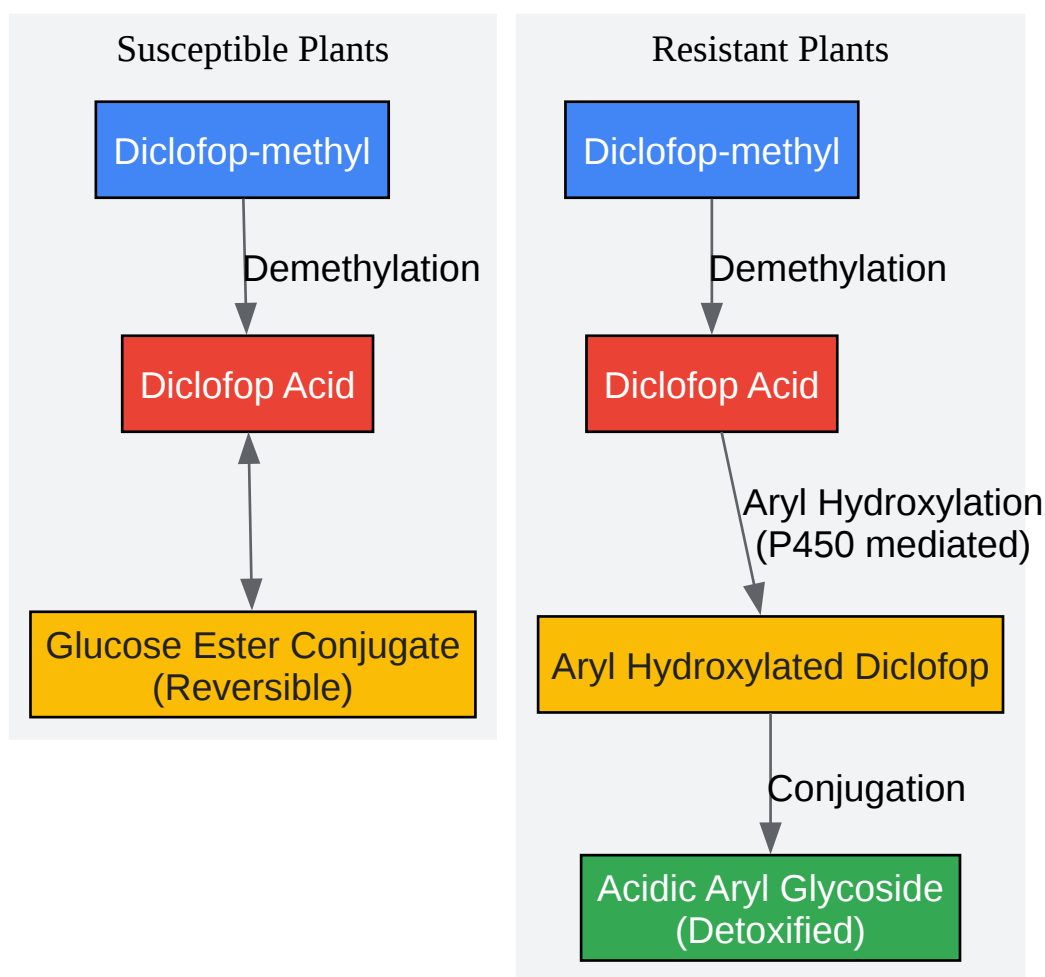 Susceptible Plants
Diclofop-methyl
Demethylation
Diclofop Acid
Glucose Ester Conjugate
(Reversible)
Resistant Plants
Diclofop-methyl
Demethylation
Diclofop Acid
Aryl Hydroxylation
(P450 mediated)
Aryl Hydroxylated Diclofop
Conjugation
Acidic Aryl Glycoside
(Detoxified)